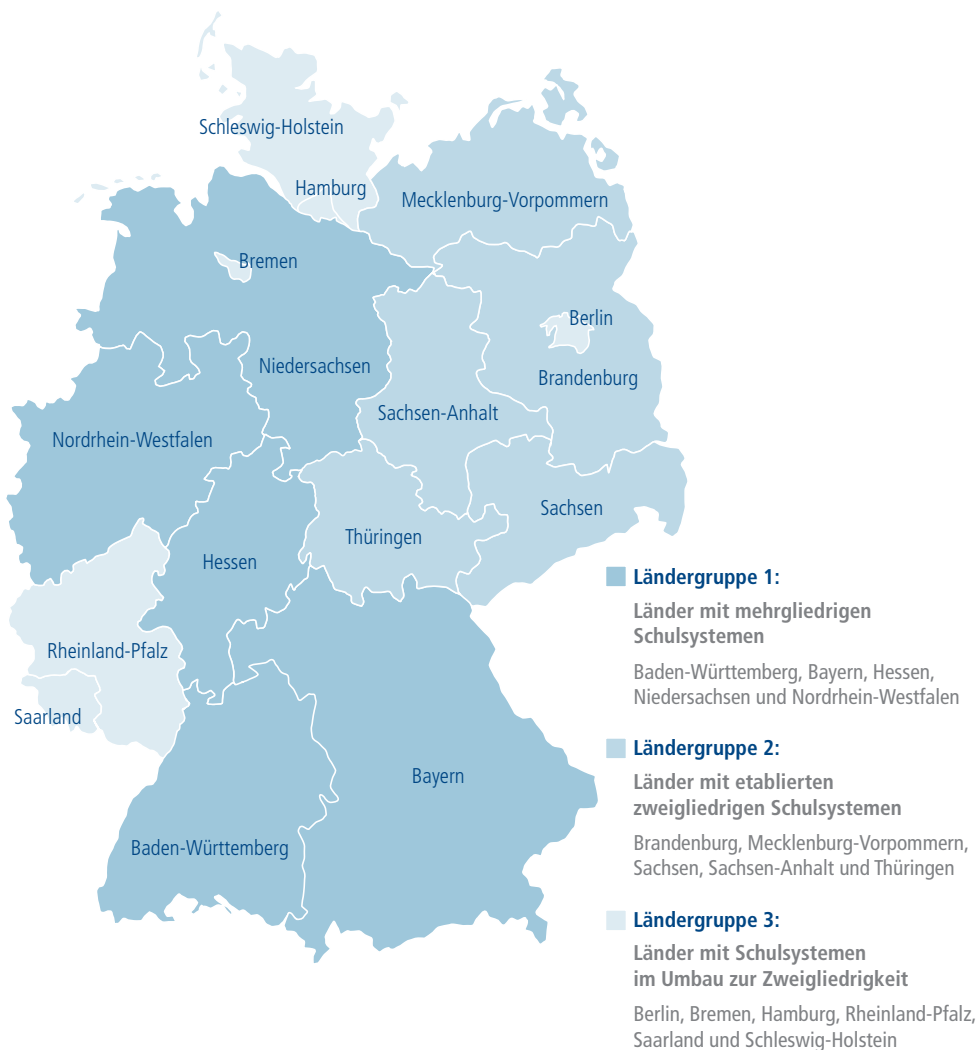 Schleswig-Holstein
Hamburg
Mecklenburg-Vorpommern
Bremen
Berlin
Niedersachsen
Brandenburg
Sachsen-Anhalt
Nordrhein-Westfalen
Sachsen
Thüringen
Hessen
Rheinland-Pfalz
Saarland
Bayern
Baden-Württemberg
Ländergruppe 1:
Länder mit mehrgliedrigen
Schulsystemen
Baden-Württemberg, Bayern, Hessen,
Niedersachsen und Nordrhein-Westfalen
Ländergruppe 2:
Länder mit etablierten
zweigliedrigen Schulsystemen
Brandenburg, Mecklenburg-Vorpommern,
Sachsen, Sachsen-Anhalt und Thüringen
Ländergruppe 3:
Länder mit Schulsystemen
im Umbau zur Zweigliedrigkeit
Berlin, Bremen, Hamburg, Rheinland-Pfalz,
Saarland und Schleswig-Holstein